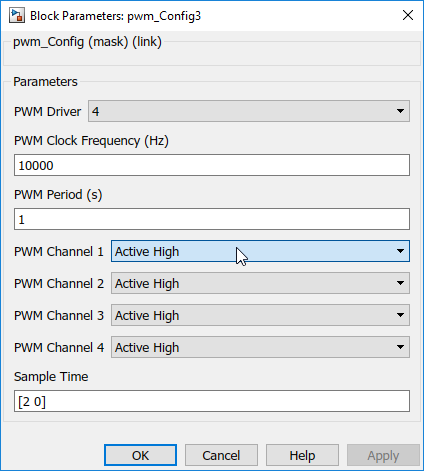 Block Parameters: pwm_Config3
pwm_Config (mask) (link)
Parameters
PWM Driver 4
PWM Clock Frequency (Hz)
10000
PWM Period (s)
1
PWM Channel 1 Active High
PWM Channel 2 Active High
PWM Channel 3 Active High
PWM Channel 4 Active High
Sample Time
[2 0]
OK Cancel Help Apply